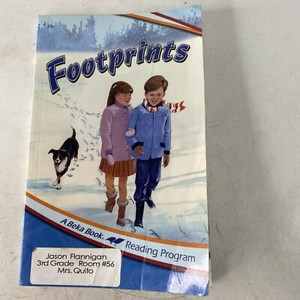 Footprints
A Beka Book Reading Program
Jason Flannigan
3rd Grade Room #56
Mrs. Quito